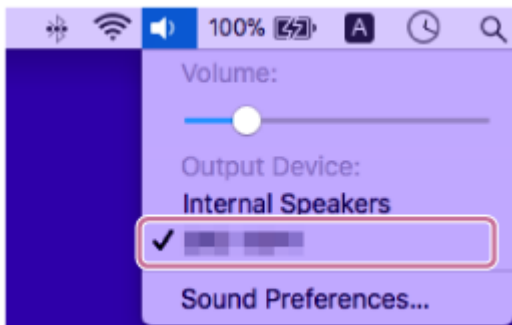 100% A
Volume:
Output Device:
Internal Speakers
Sound Preferences...